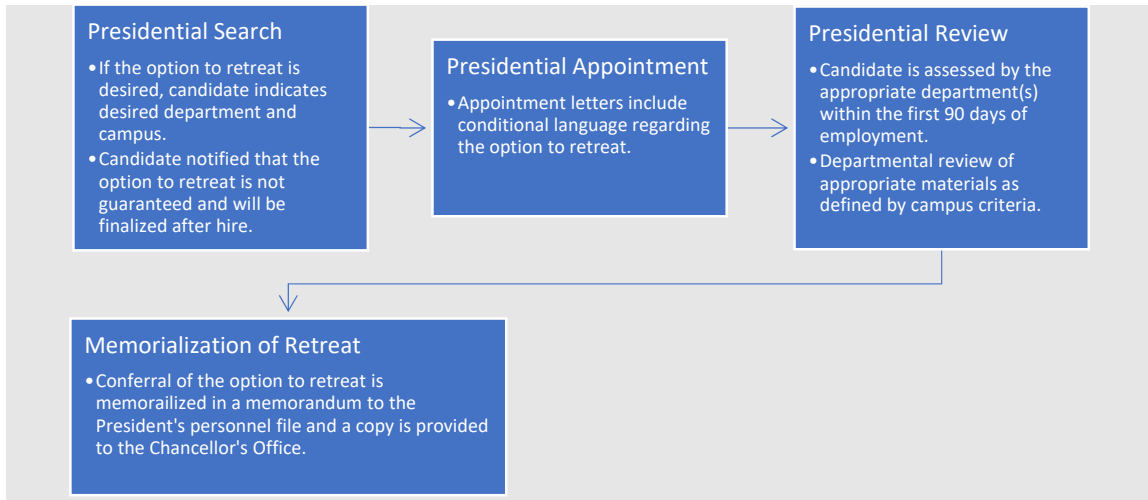 Presidential Search
•If the option to retreat is
desired, candidate indicates
desired department and
campus.
•Candidate notified that the
option to retreat is not
guaranteed and will be
finalized after hire.
Presidential Appointment
•Appointment letters include
conditional language regarding
the option to retreat.
Presidential Review
•Candidate is assessed by the
appropriate department(s)
within the first 90 days of
employment.
•Departmental review of
appropriate materials as
defined by campus criteria.
Memorialization of Retreat
•Conferral of the option to retreat is
memorailized in a memorandum to the
President's personnel file and a copy is provided
to the Chancellor's Office.